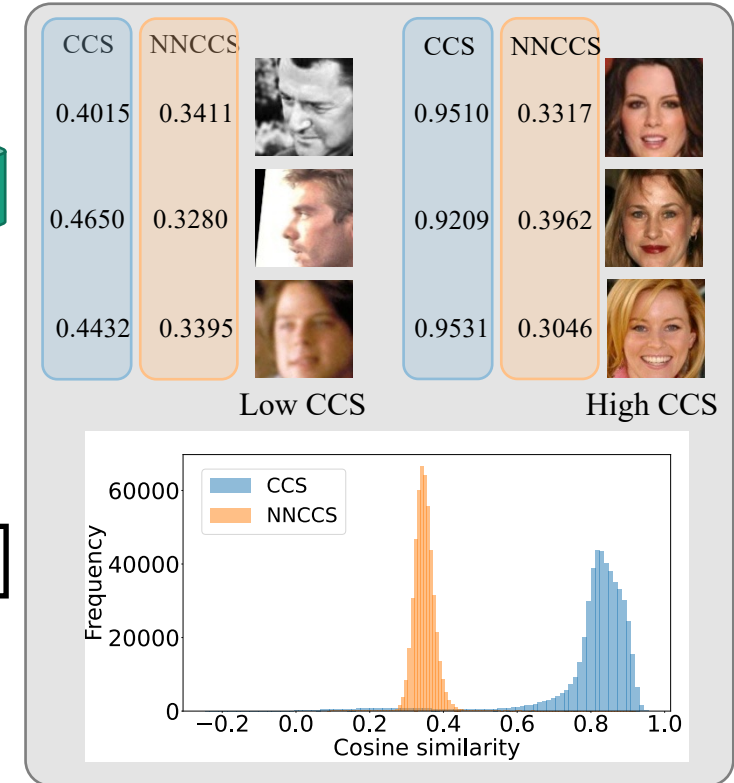 CCS NNCCS CCS NNCCS
0.4015 0.3411 0.9510 0.3317
0.4650 0.3280 0.9209 0.3962
0.4432 0.3395 0.9531 0.3046
Low CCS High CCS
CCS
NNCCS
Frequency
60000
40000
20000
0
−0.2 0.0 0.2 0.4 0.6 0.8 1.0
Cosine similarity